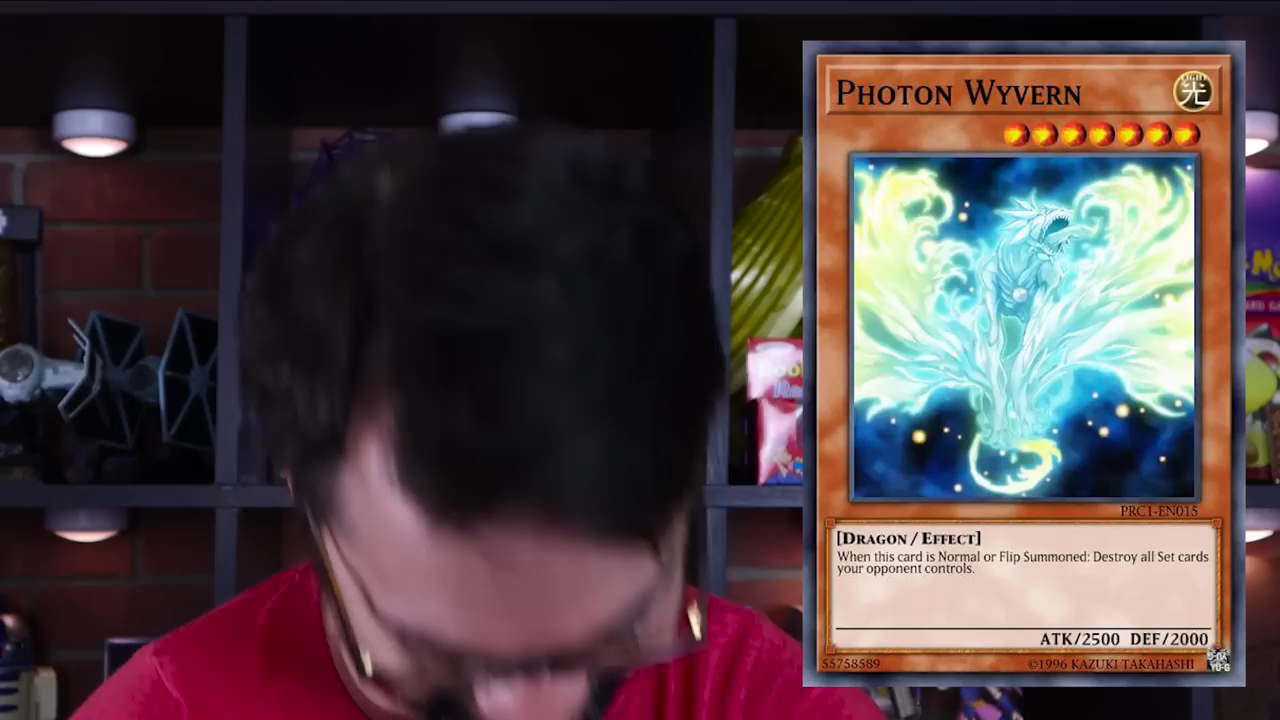 PHOTON WYVERN
LIGHT
光
PRC1-EN015
[DRAGON / EFFECT]
When this card is Normal or Flip Summoned: Destroy all Set cards
your opponent controls.
ATK/2500 DEF/2000
55758589
©1996 KAZUKI TAKAHASHI